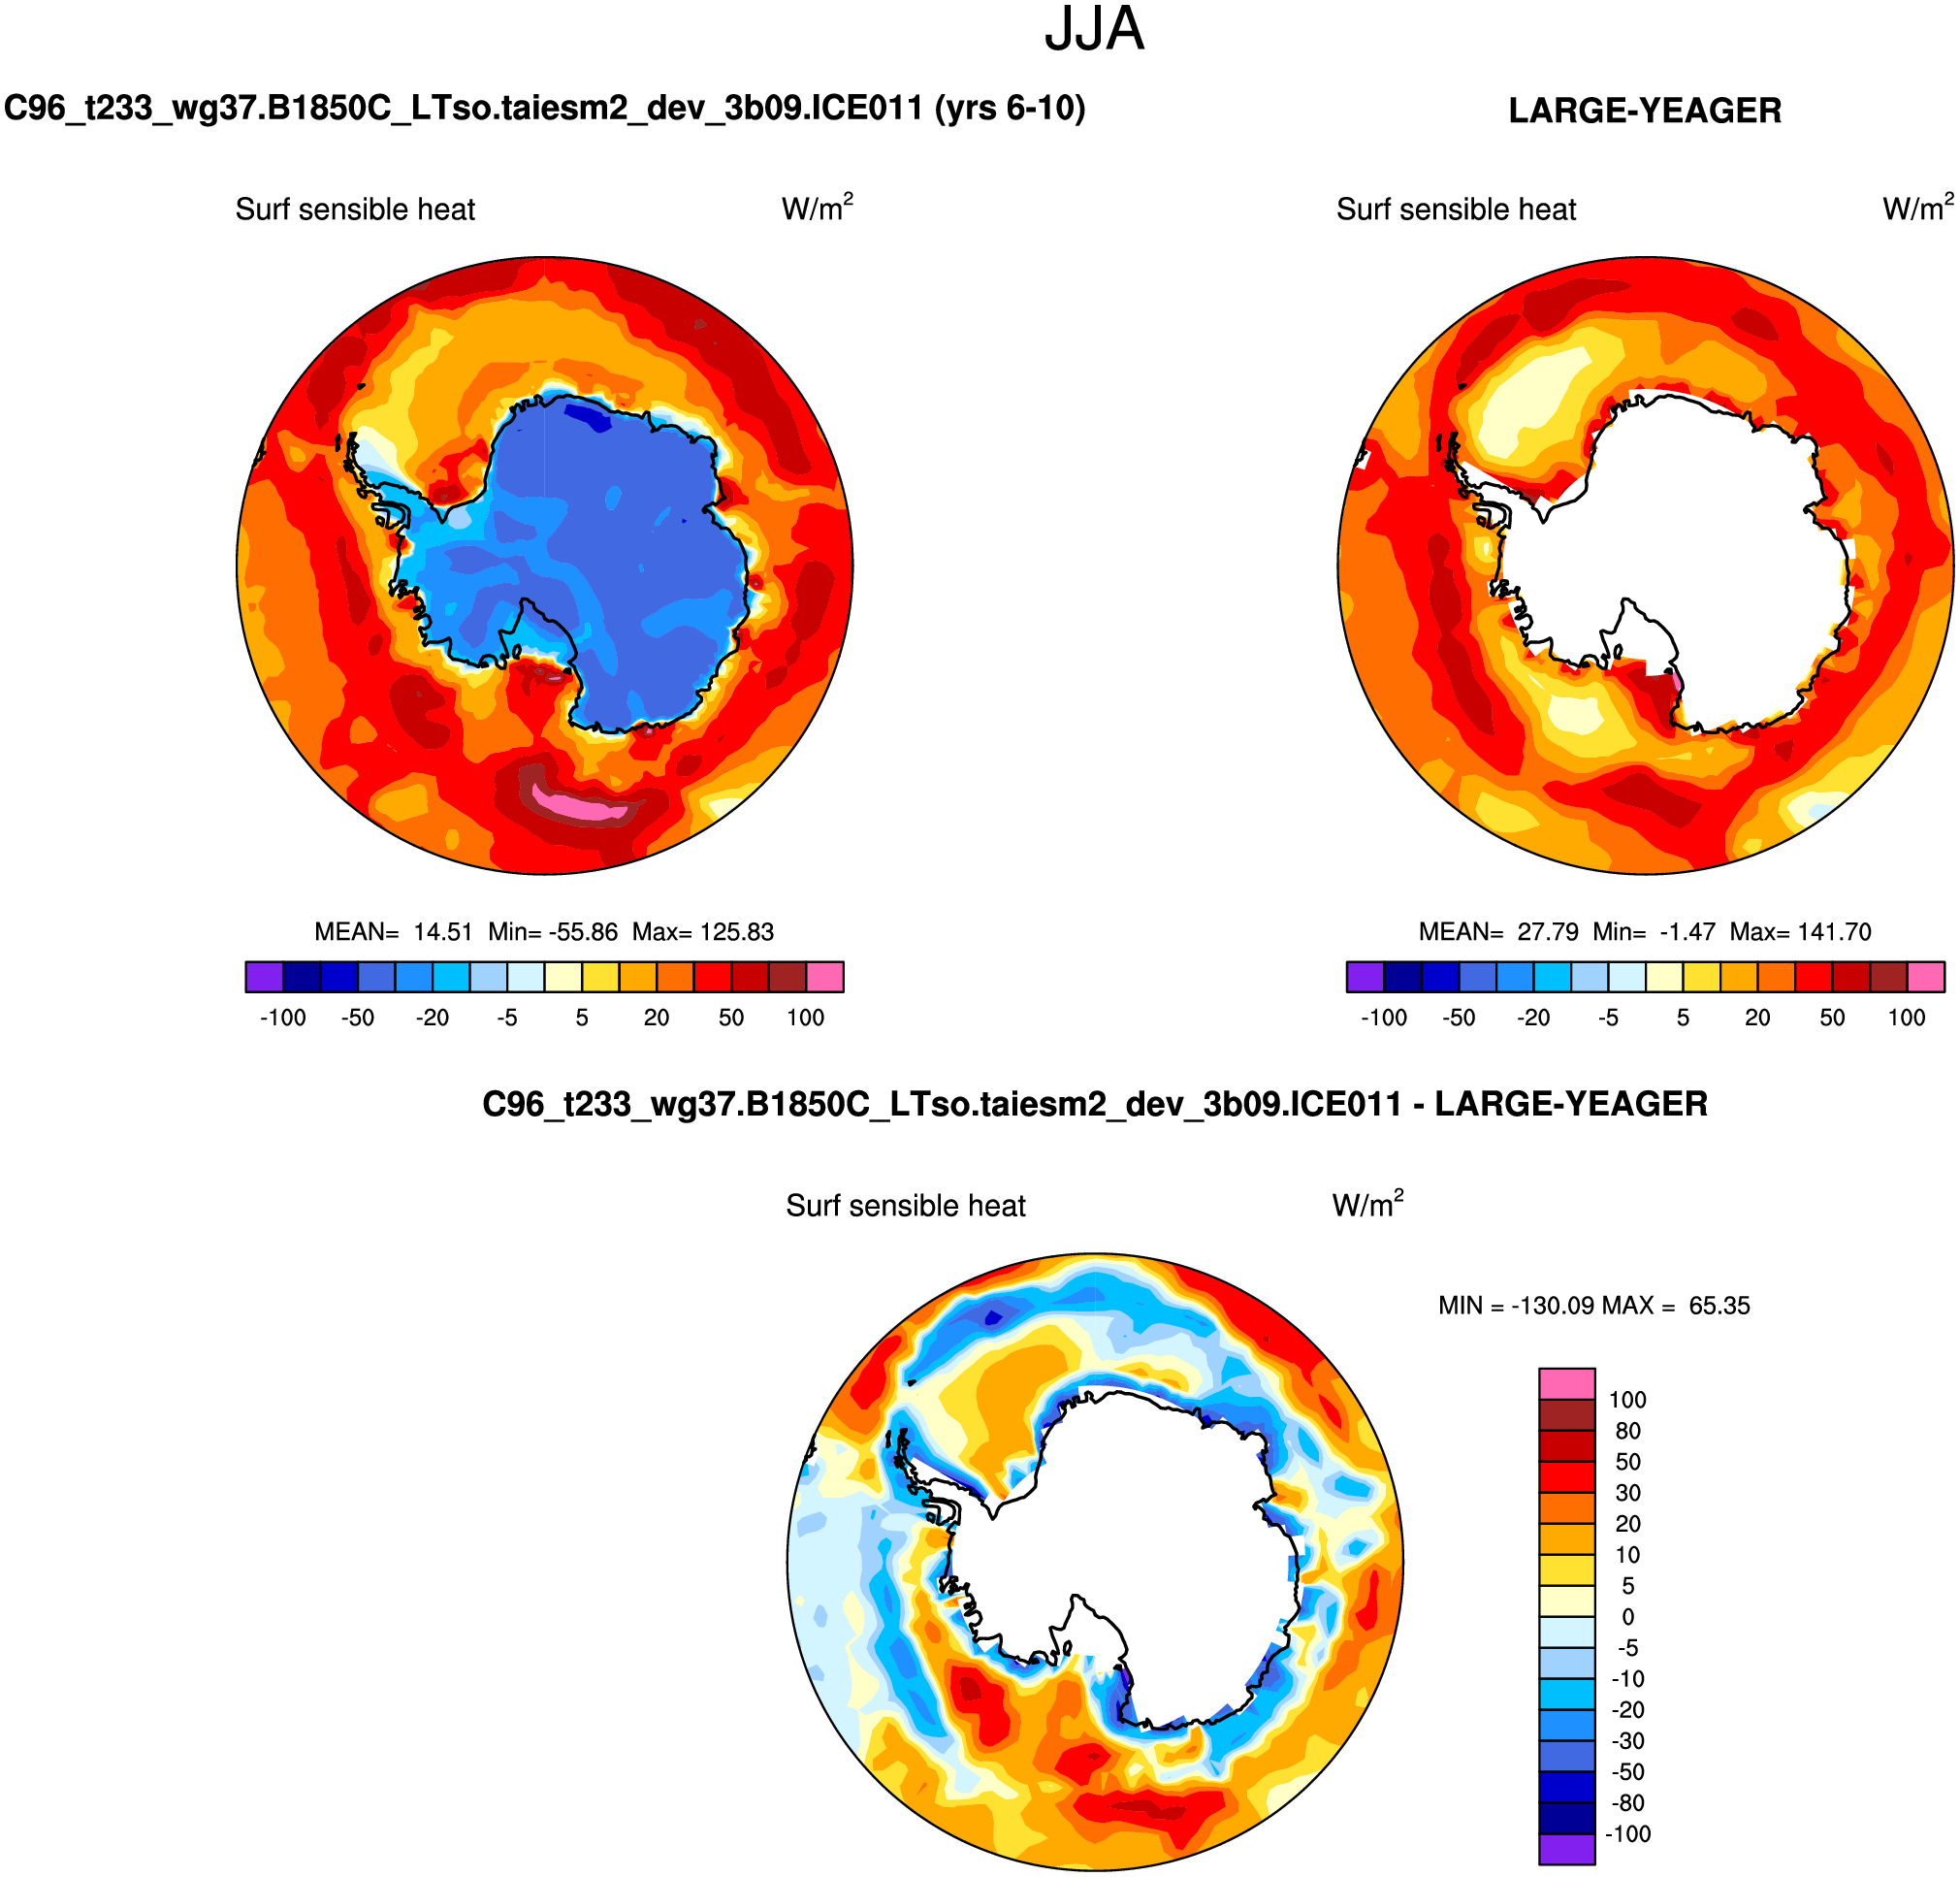 JJA
C96_t233_wg37.B1850C_LTso.taiesm2_dev_3b09.ICE011 (yrs 6-10)
LARGE-YEAGER
Surf sensible heat W/m²
Surf sensible heat W/m²
MEAN= 14.51 Min= -55.86 Max= 125.83
MEAN= 27.79 Min= -1.47 Max= 141.70
-100 -50 -20 -5 5 20 50 100
-100 -50 -20 -5 5 20 50 100
C96_t233_wg37.B1850C_LTso.taiesm2_dev_3b09.ICE011 - LARGE-YEAGER
Surf sensible heat W/m²
MIN = -130.09 MAX = 65.35
100
80
50
30
20
10
5
0
-5
-10
-20
-30
-50
-80
-100